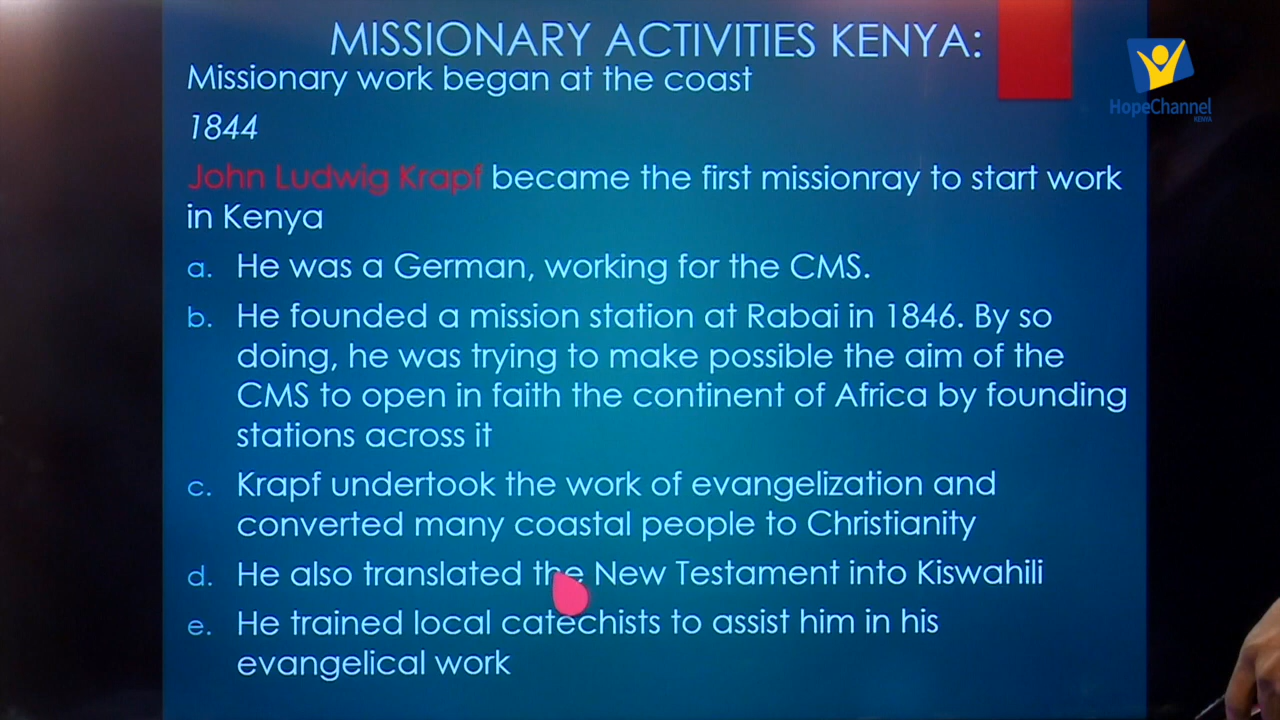 MISSIONARY ACTIVITIES KENYA:
HopeChannel
KENYA
Missionary work began at the coast
1844
John Ludwig Krapf became the first missionray to start work
in Kenya
a. He was a German, working for the CMS.
b. He founded a mission station at Rabai in 1846. By so
doing, he was trying to make possible the aim of the
CMS to open in faith the continent of Africa by founding
stations across it
c. Krapf undertook the work of evangelization and
converted many coastal people to Christianity
d. He also translated the New Testament into Kiswahili
e. He trained local catechists to assist him in his
evangelical work